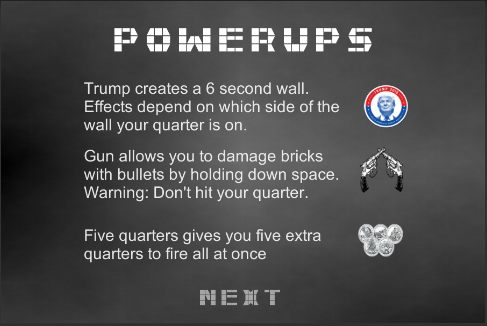 POWERUPS
Trump creates a 6 second wall.
Effects depend on which side of the
wall your quarter is on.
Gun allows you to damage bricks
with bullets by holding down space.
Warning: Don't hit your quarter.
Five quarters gives you five extra
quarters to fire all at once
NEXT